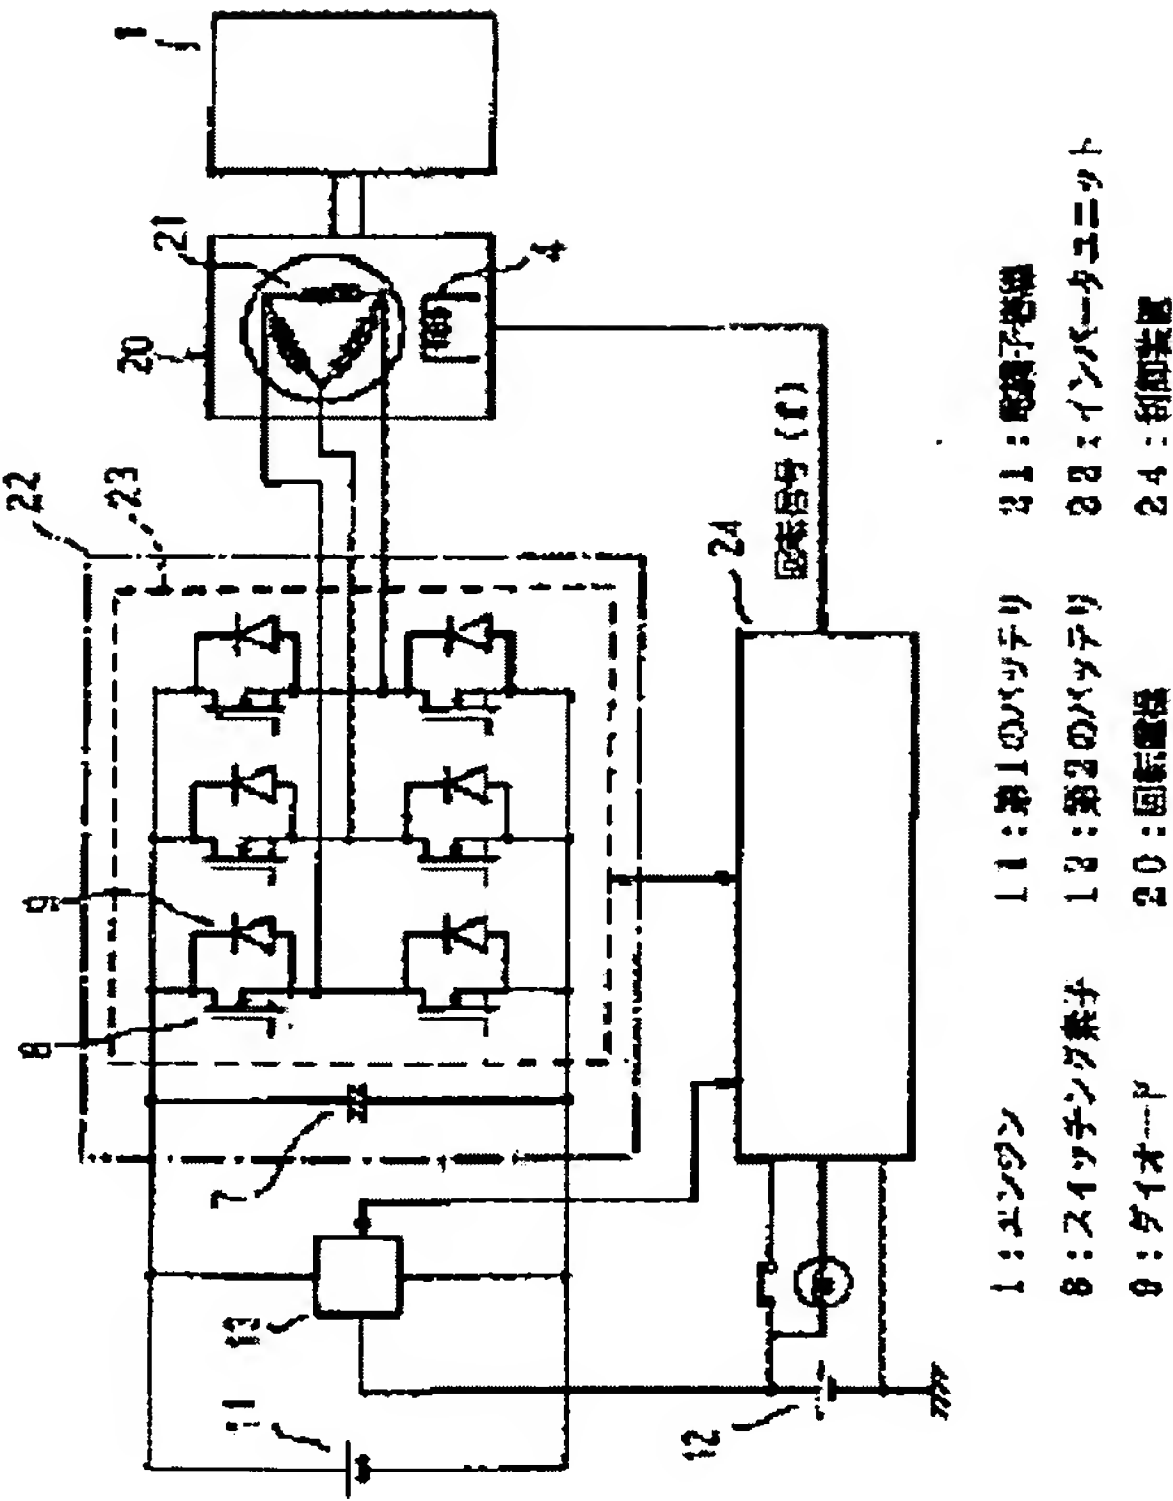 1
20
21
4
22
23
9
8
7
13
11
12
24
回転信号(f)
1:エンジン
8:スイッチング素子
9:ダイオード
11:第1のバッテリ
12:第2のバッテリ
20:回転電機
21:電機子巻線
22:インバータユニット
24:制御装置